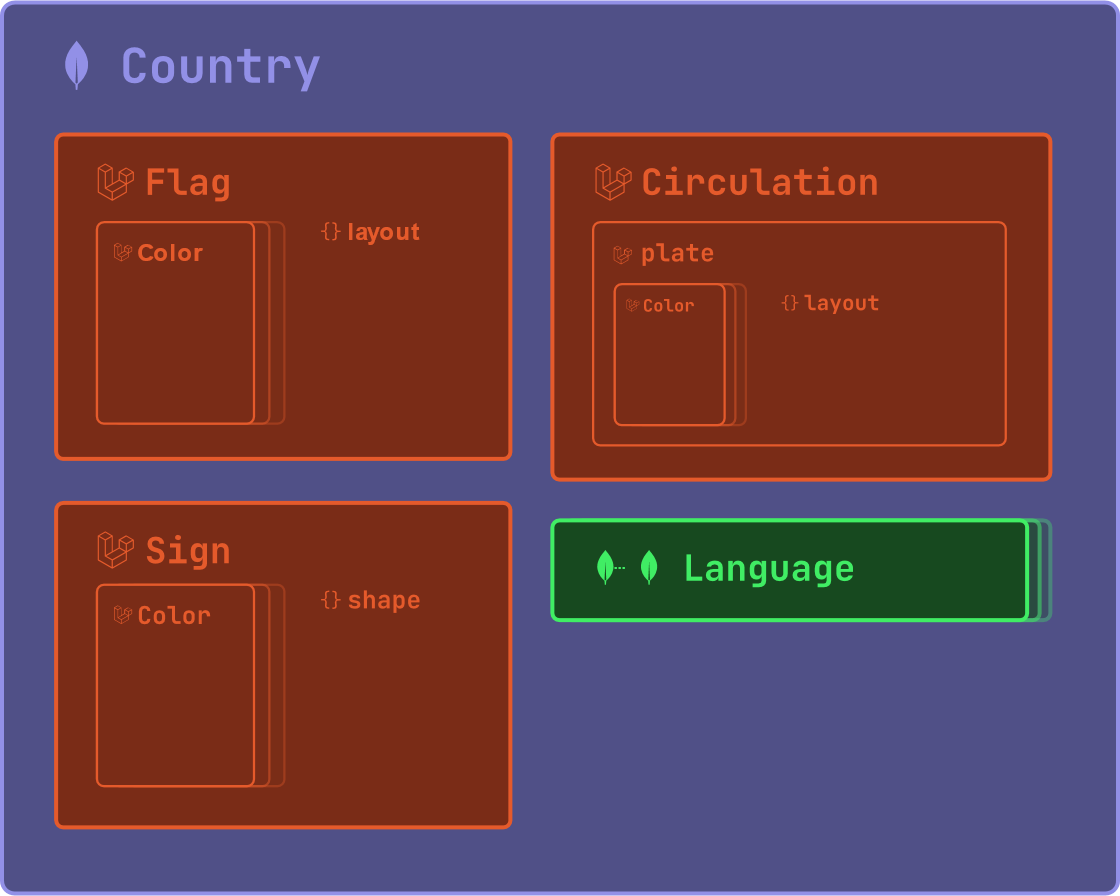 Country
Flag
Color
{} layout
Circulation
plate
Color
{} layout
Sign
Color
{} shape
Language